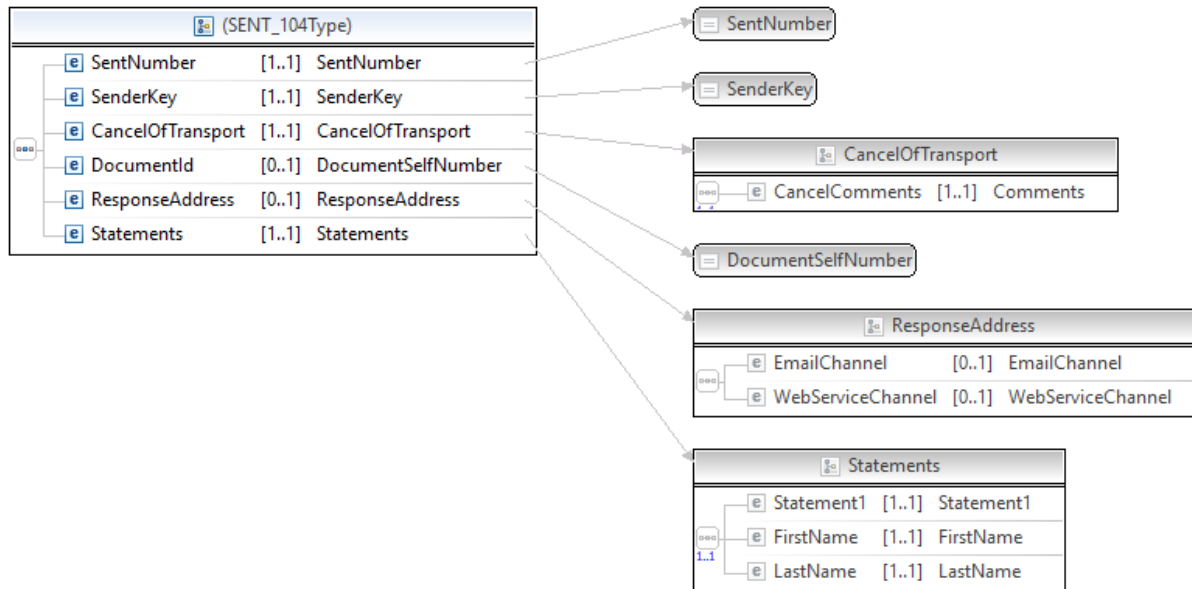 (SENT_104Type)
e SentNumber [1..1] SentNumber
e SenderKey [1..1] SenderKey
e CancelOfTransport [1..1] CancelOfTransport
e DocumentId [0..1] DocumentSelfNumber
e ResponseAddress [0..1] ResponseAddress
e Statements [1..1] Statements
SentNumber
SenderKey
CancelOfTransport
e CancelComments [1..1] Comments
DocumentSelfNumber
ResponseAddress
e EmailChannel [0..1] EmailChannel
e WebServiceChannel [0..1] WebServiceChannel
Statements
e Statement1 [1..1] Statement1
e FirstName [1..1] FirstName
1..1
e LastName [1..1] LastName